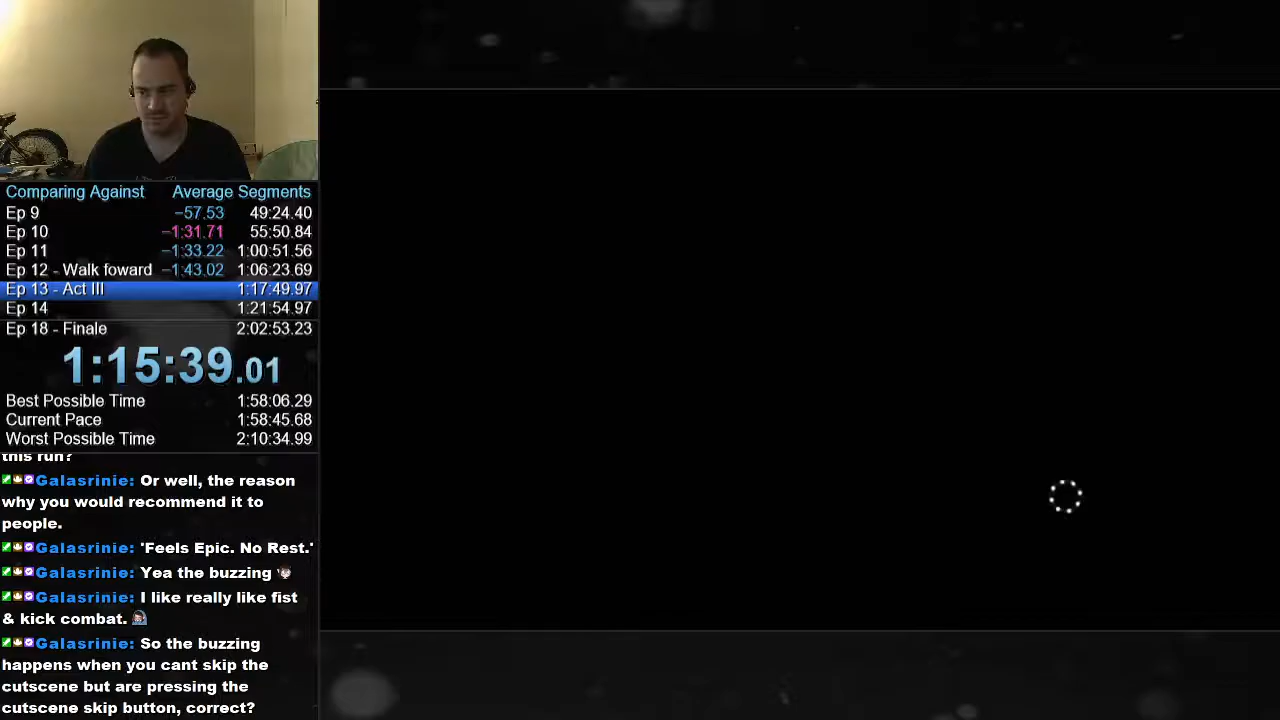 Comparing Against Average Segments
Ep 9 −57.53 49:24.40
Ep 10 −1:31.71 55:50.84
Ep 11 −1:33.22 1:00:51.56
Ep 12 - Walk foward −1:43.02 1:06:23.69
Ep 13 - Act III 1:17:49.97
Ep 14 1:21:54.97
Ep 18 - Finale 2:02:53.23
1:15:39.01
Best Possible Time 1:58:06.29
Current Pace 1:58:45.68
Worst Possible Time 2:10:34.99
this run?
Galasrinie: Or well, the reason
why you would recommend it to
people.
Galasrinie: 'Feels Epic. No Rest.'
Galasrinie: Yea the buzzing
Galasrinie: I like really like fist
& kick combat.
Galasrinie: So the buzzing
happens when you cant skip the
cutscene but are pressing the
cutscene skip button, correct?